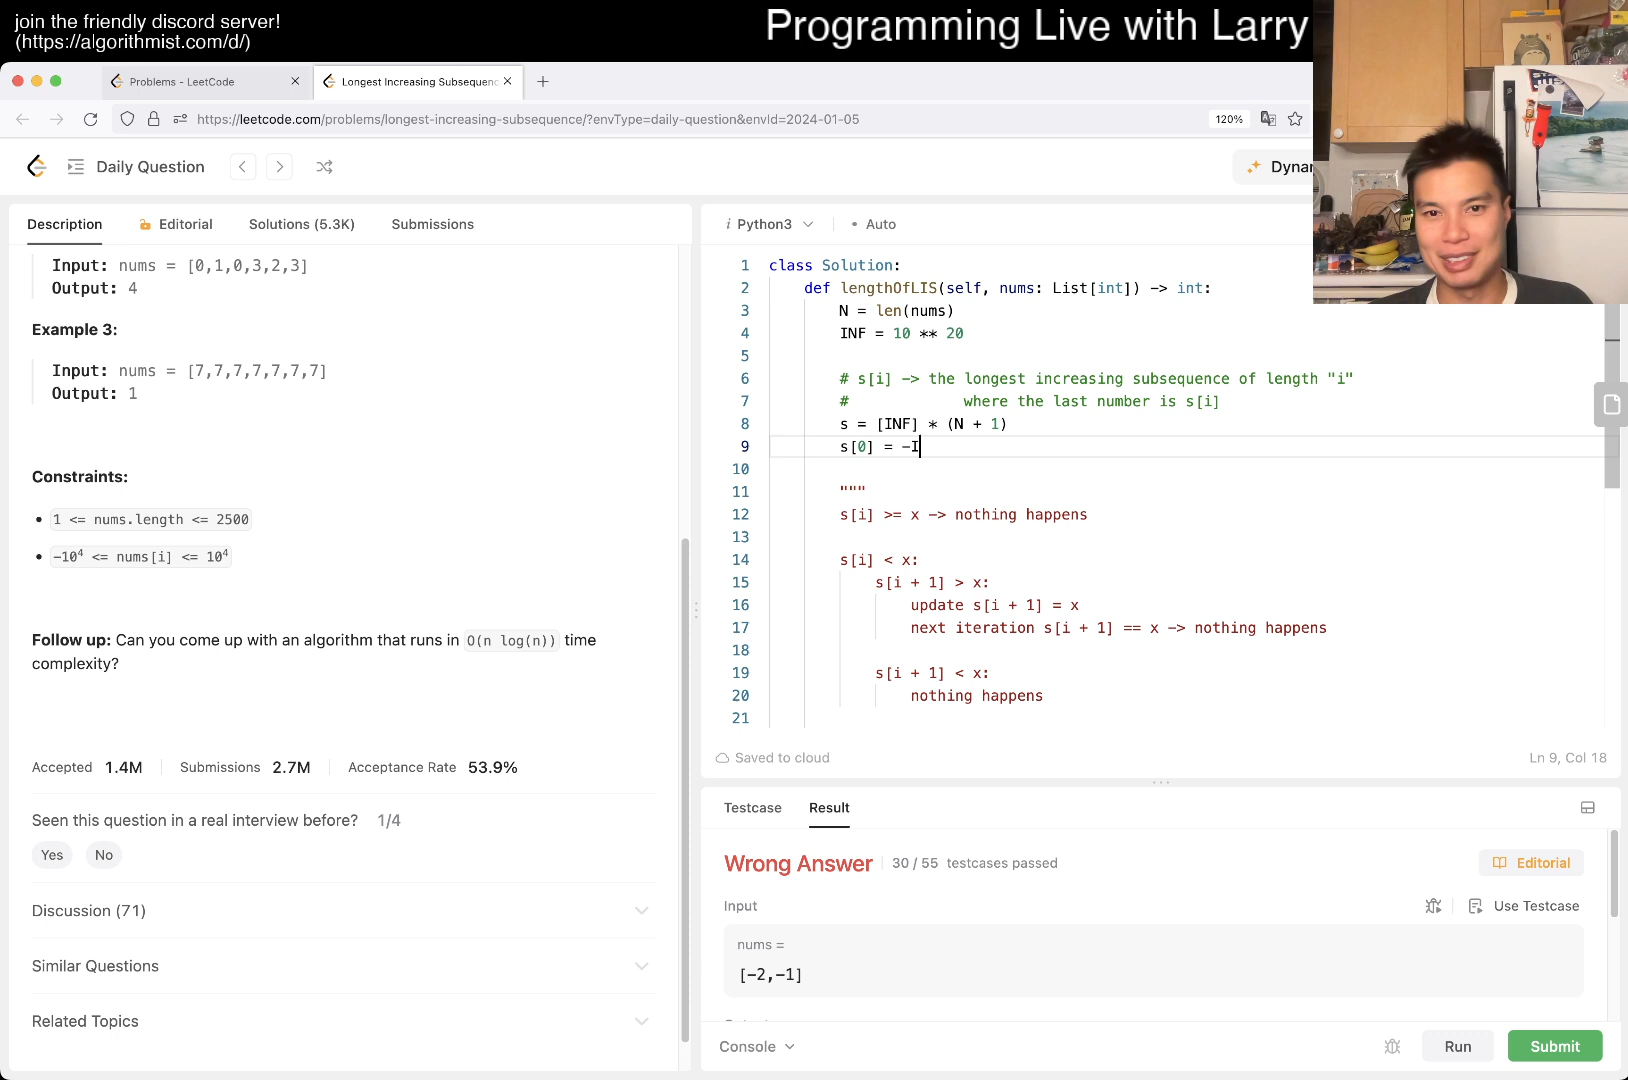 join the friendly discord server!
(https://algorithmist.com/d/)
Programming Live with Larry
Problems - LeetCode
Longest Increasing Subsequenc
https://leetcode.com/problems/longest-increasing-subsequence/?envType=daily-question&envId=2024-01-05
120%
Daily Question
Dynar
Description
Editorial
Solutions (5.3K)
Submissions
Input: nums = [0,1,0,3,2,3]
Output: 4
Example 3:
Input: nums = [7,7,7,7,7,7,7]
Output: 1
Constraints:
• 1 <= nums.length <= 2500
• -10⁴ <= nums[i] <= 10⁴
Follow up: Can you come up with an algorithm that runs in O(n log(n)) time
complexity?
Accepted 1.4M
Submissions 2.7M
Acceptance Rate 53.9%
Seen this question in a real interview before? 1/4
Yes
No
Discussion (71)
Similar Questions
Related Topics
i Python3
• Auto
1 class Solution:
2 def lengthOfLIS(self, nums: List[int]) -> int:
3 N = len(nums)
4 INF = 10 ** 20
5
6 # s[i] -> the longest increasing subsequence of length "i"
7 # where the last number is s[i]
8 s = [INF] * (N + 1)
9 s[0] = -I
10
11 """
12 s[i] >= x -> nothing happens
13
14 s[i] < x:
15 s[i + 1] > x:
16 update s[i + 1] = x
17 next iteration s[i + 1] == x -> nothing happens
18
19 s[i + 1] < x:
20 nothing happens
21
Saved to cloud
Ln 9, Col 18
Testcase
Result
Wrong Answer
30 / 55 testcases passed
Editorial
Input
Use Testcase
nums =
[-2,-1]
Console
Run
Submit